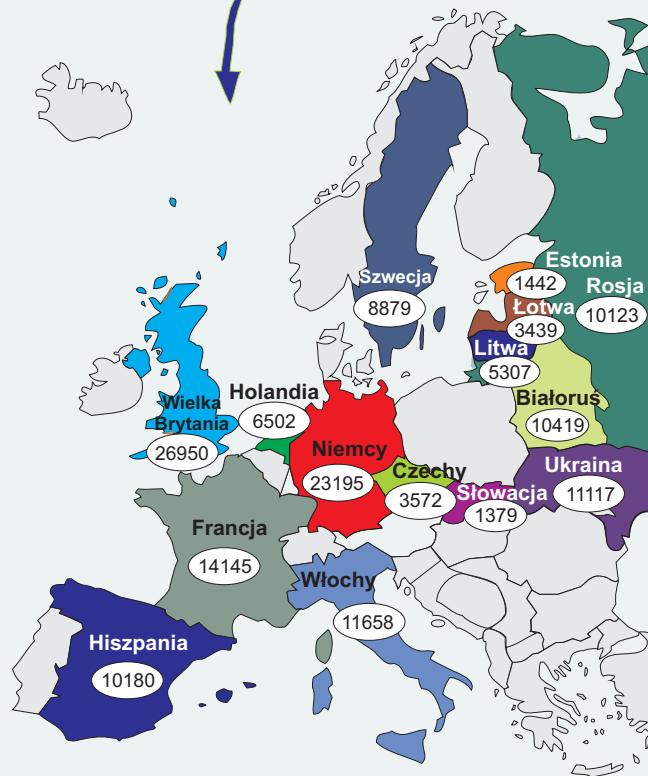 Szwecja
8879
Estonia
1442
Rosja
10123
Łotwa
3439
Litwa
5307
Białoruś
10419
Wielka
Brytania
26950
Holandia
6502
Niemcy
23195
Czechy
3572
Słowacja
1379
Ukraina
11117
Francja
14145
Włochy
11658
Hiszpania
10180